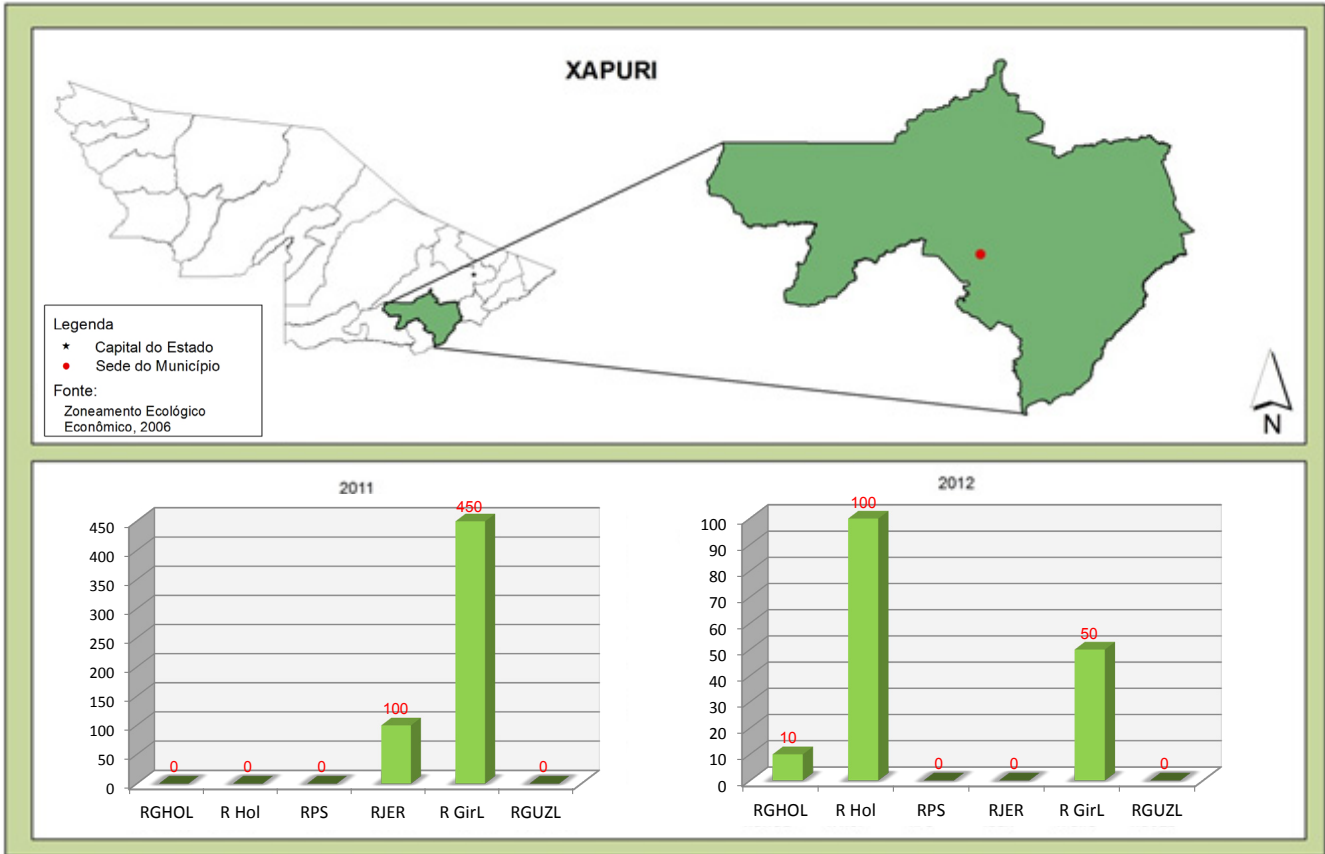 XAPURI
Legenda
Capital do Estado
Sede do Município
Fonte:
Zoneamento Ecológico
Econômico, 2006
N
2011
450
400
350
300
250
200
150
100
50
0
0
0
0
100
450
0
RGHOL
R Hol
RPS
RJER
R GirL
RGUZL
2012
100
90
80
70
60
50
40
30
20
10
0
10
100
0
0
50
0
RGHOL
R Hol
RPS
RJER
R GirL
RGUZL